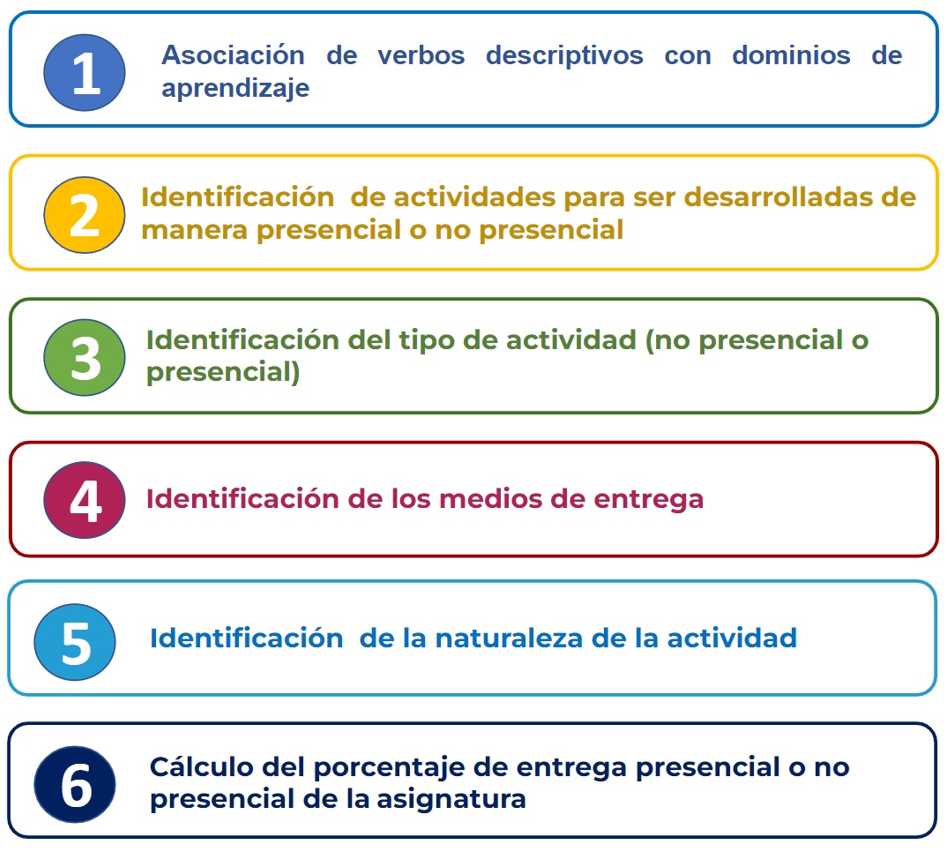 1
Asociación de verbos descriptivos con dominios de
aprendizaje
2
Identificación de actividades para ser desarrolladas de
manera presencial o no presencial
3
Identificación del tipo de actividad (no presencial o
presencial)
4
Identificación de los medios de entrega
5
Identificación de la naturaleza de la actividad
6
Cálculo del porcentaje de entrega presencial o no
presencial de la asignatura